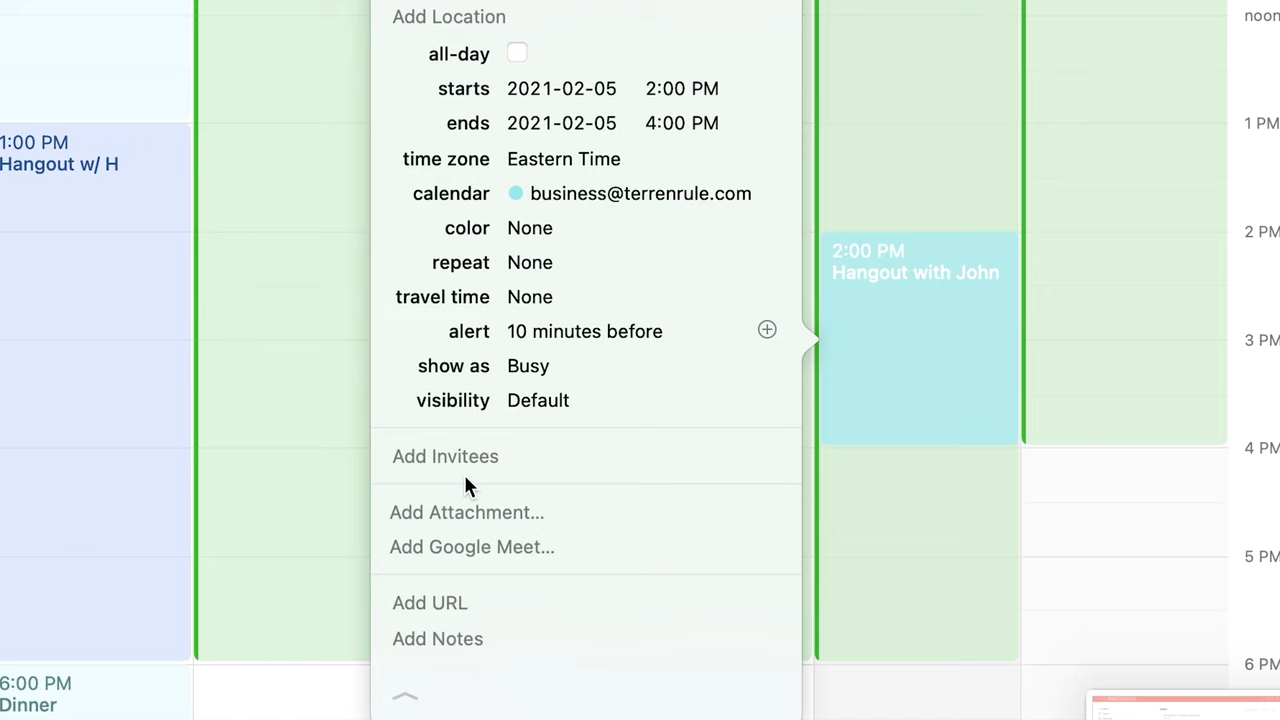 Add Location
all-day
starts 2021-02-05 2:00 PM
ends 2021-02-05 4:00 PM
time zone Eastern Time
calendar business@terrenrule.com
color None
repeat None
travel time None
alert 10 minutes before
show as Busy
visibility Default
Add Invitees
Add Attachment...
Add Google Meet...
Add URL
Add Notes
1:00 PM
Hangout w/ H
6:00 PM
Dinner
2:00 PM
Hangout with John
noon
1 PM
2 PM
3 PM
4 PM
5 PM
6 PM